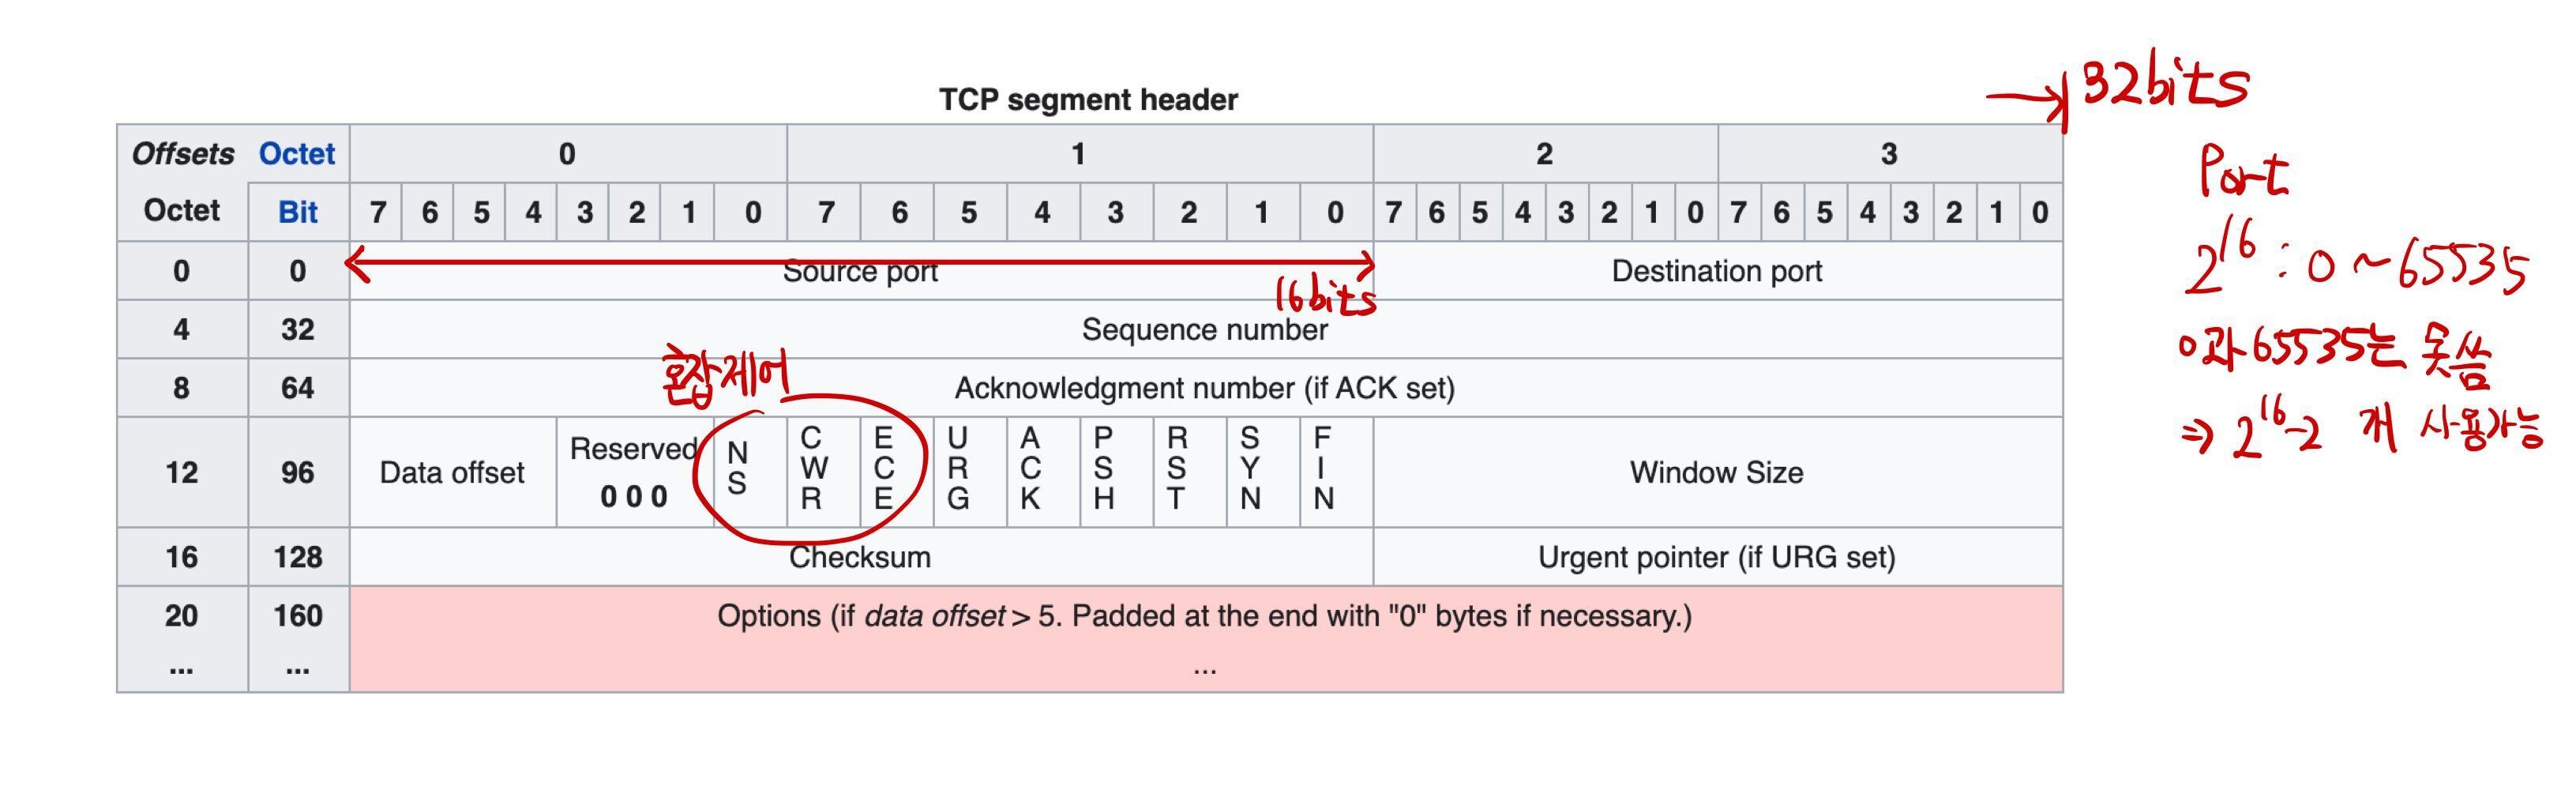 TCP segment header
→| 32bits
Offsets Octet 0 1 2 3
Octet Bit 7 6 5 4 3 2 1 0 7 6 5 4 3 2 1 0 7 6 5 4 3 2 1 0 7 6 5 4 3 2 1 0
0 0 Source port Destination port
16bits
4 32 Sequence number
혼잡제어
8 64 Acknowledgment number (if ACK set)
12 96 Data offset Reserved 0 0 0 NS CWR ECE URG ACK PSH RST SYN FIN Window Size
16 128 Checksum Urgent pointer (if URG set)
20 160 Options (if data offset > 5. Padded at the end with "0" bytes if necessary.)
... ... ...
Port
2^16 : 0 ~ 65535
0과 65535는 못씀
⇒ 2^16-2 개 사용가능